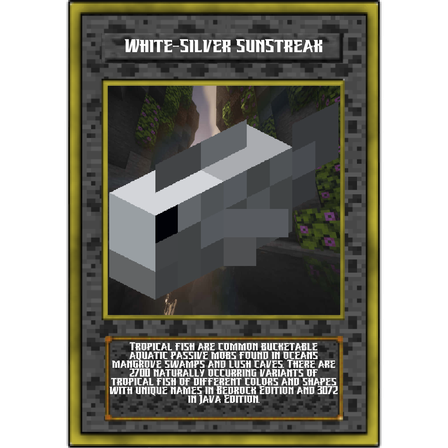 White-Silver SunStreak
Tropical fish are common bucketable
aquatic passive mobs found in oceans
mangrove swamps and lush caves. There are
2700 naturally occurring variants of
tropical fish of different colors and shapes
with unique names in Bedrock Edition and 3072
in Java Edition.